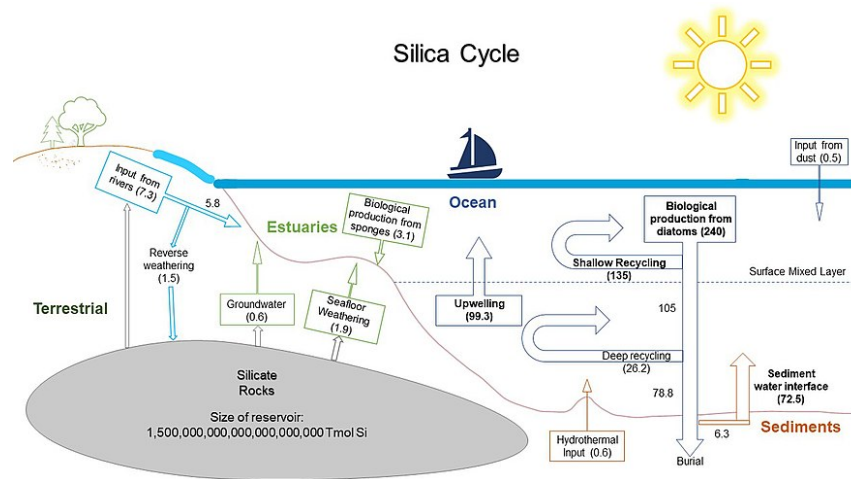 Silica Cycle
Input from
dust (0.5)
Input from
rivers (7.3)
5.8
Ocean
Biological
production from
diatoms (240)
Biological
production from
sponges (3.1)
Estuaries
Reverse
weathering
(1.5)
Shallow Recycling
(135)
Surface Mixed Layer
Terrestrial
Groundwater
(0.6)
Seafloor
Weathering
(1.9)
Upwelling
(99.3)
105
Deep recycling
(26.2)
Silicate
Rocks
78.8
Sediment
water interface
(72.5)
Size of reservoir:
1,500,000,000,000,000,000,000 Tmol Si
Sediments
6.3
Hydrothermal
Input (0.6)
Burial